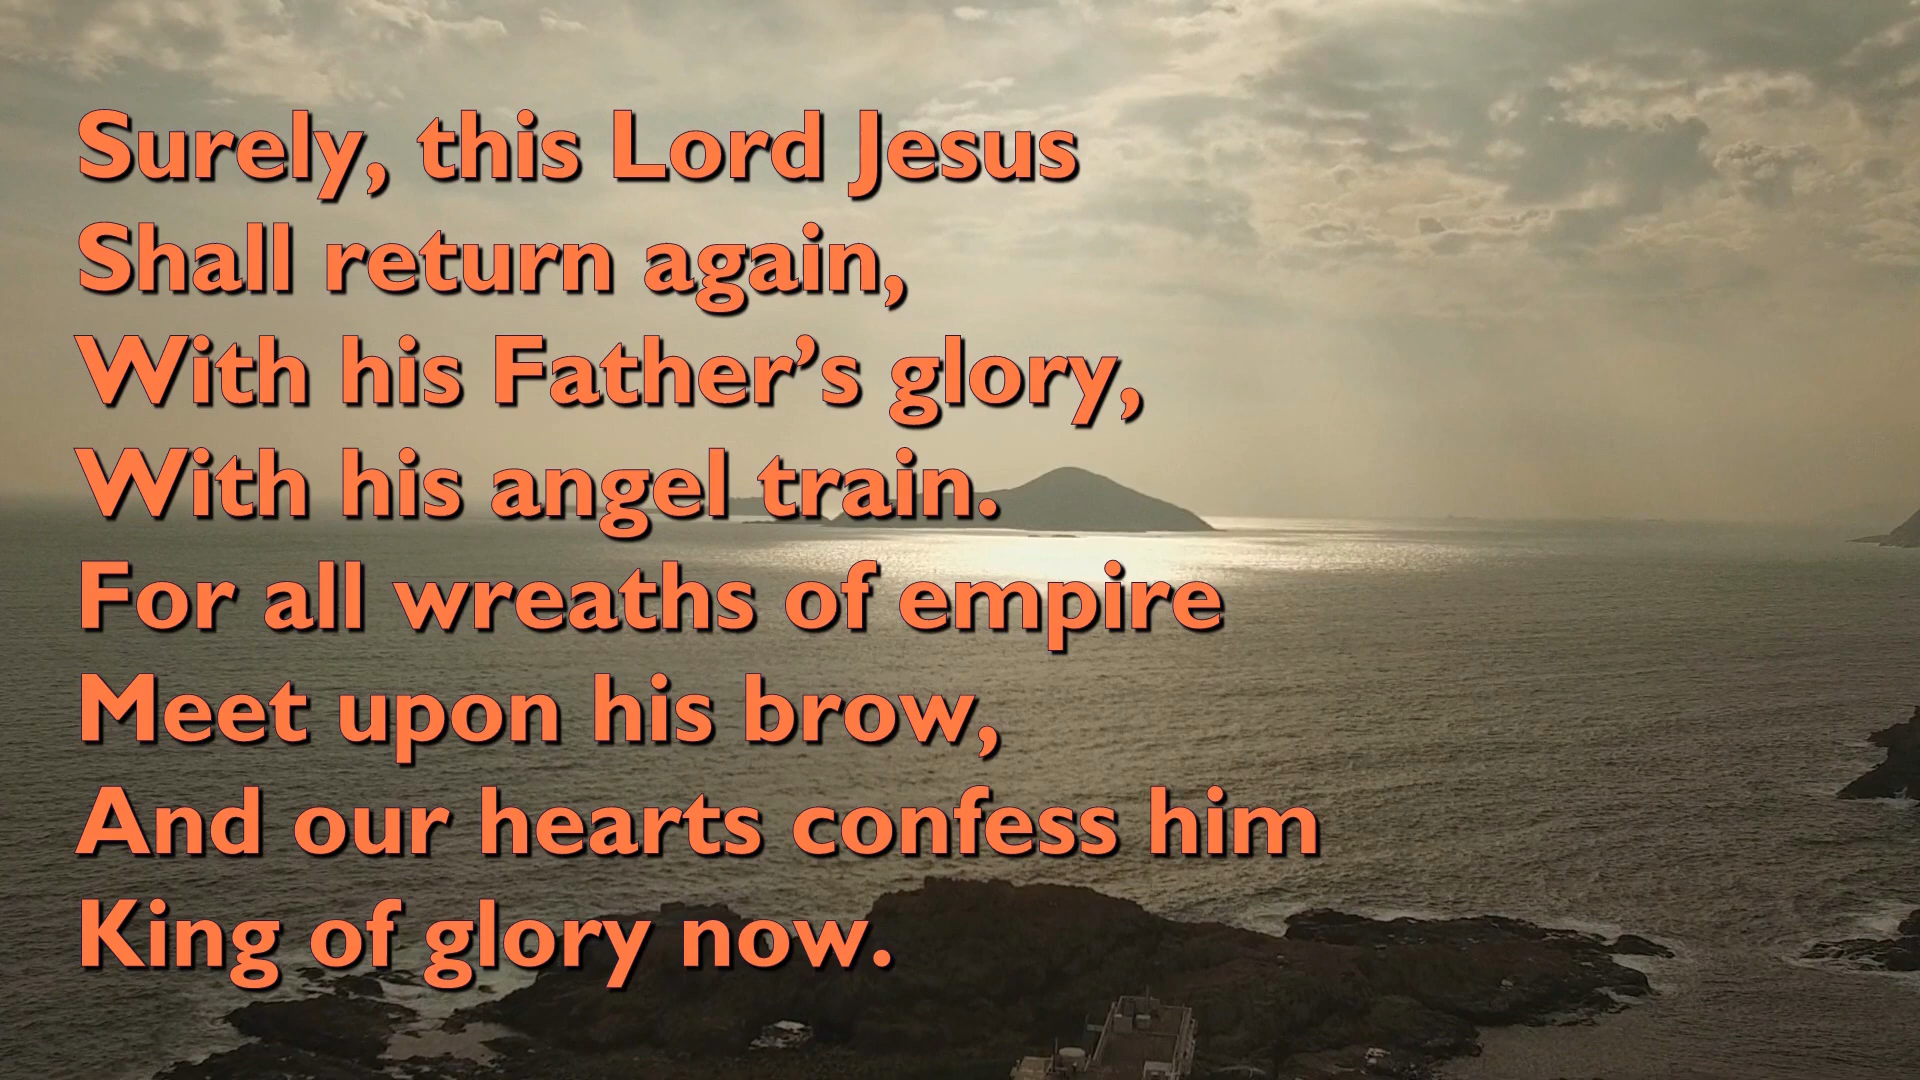 Surely, this Lord Jesus
Shall return again,
With his Father’s glory,
With his angel train.
For all wreaths of empire
Meet upon his brow,
And our hearts confess him
King of glory now.